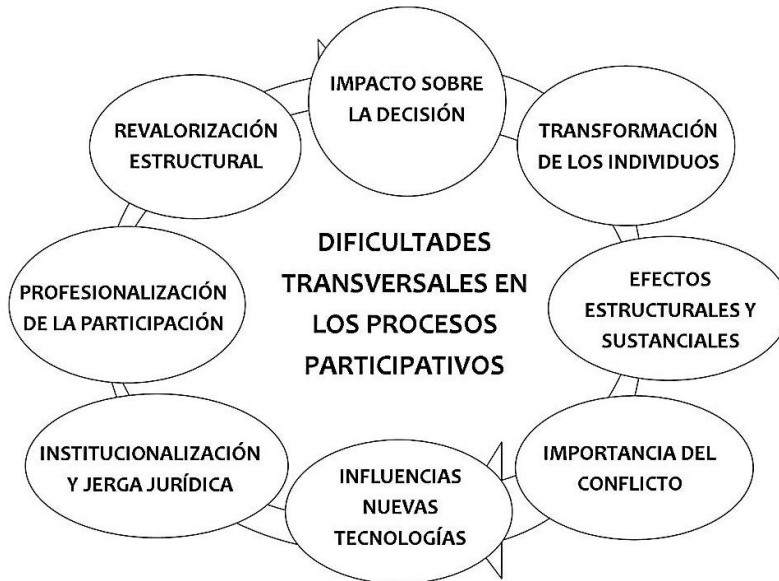 IMPACTO SOBRE
LA DECISIÓN
TRANSFORMACIÓN
DE LOS INDIVIDUOS
EFECTOS
ESTRUCTURALES Y
SUSTANCIALES
IMPORTANCIA DEL
CONFLICTO
INFLUENCIAS
NUEVAS
TECNOLOGÍAS
INSTITUCIONALIZACIÓN
Y JERGA JURÍDICA
PROFESIONALIZACIÓN
DE LA PARTICIPACIÓN
REVALORIZACIÓN
ESTRUCTURAL
DIFICULTADES
TRANSVERSALES EN
LOS PROCESOS
PARTICIPATIVOS